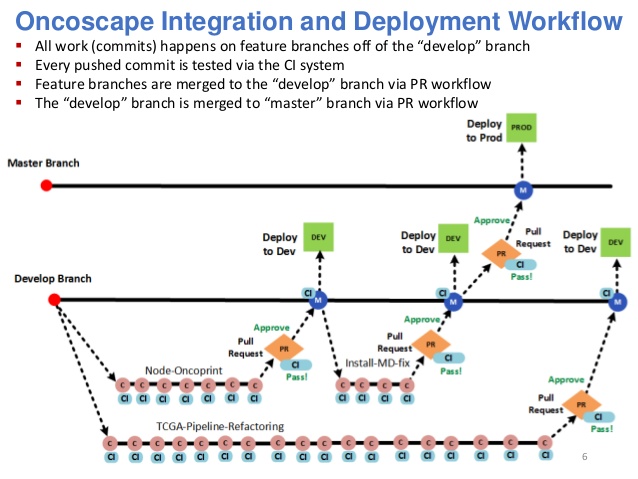 Oncoscape Integration and Deployment Workflow
All work (commits) happens on feature branches off of the “develop” branch
Every pushed commit is tested via the CI system
Feature branches are merged to the “develop” branch via PR workflow
The “develop” branch is merged to “master” branch via PR workflow
Deploy
to Prod
PROD
Master Branch
M
Approve
Pull
Request
PR
CI
Pass!
Deploy
to Dev
DEV
Deploy
to Dev
DEV
Deploy
to Dev
DEV
Develop Branch
CI
M
CI
M
CI
M
Approve
Pull
Request
PR
CI
Pass!
Approve
Pull
Request
PR
CI
Pass!
Node-Oncoprint
C C C C C C C
CI CI CI CI CI CI CI
Install-MD-fix
C C C C C
CI CI CI CI CI
Approve
Pull
Request
PR
CI
Pass!
TCGA-Pipeline-Refactoring
C C C C C C C C C C C C C C C C C C C
CI CI CI CI CI CI CI CI CI CI CI CI CI CI CI CI CI CI CI
6